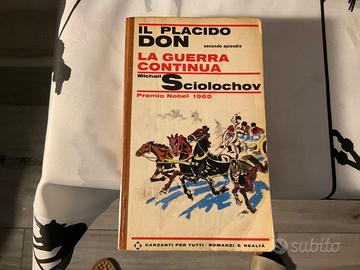 IL PLACIDO
DON secondo episodio
LA GUERRA
CONTINUA
Michail Sciolochov
Premio Nobel 1965
GARZANTI PER TUTTI: ROMANZI E REALTÀ
subito